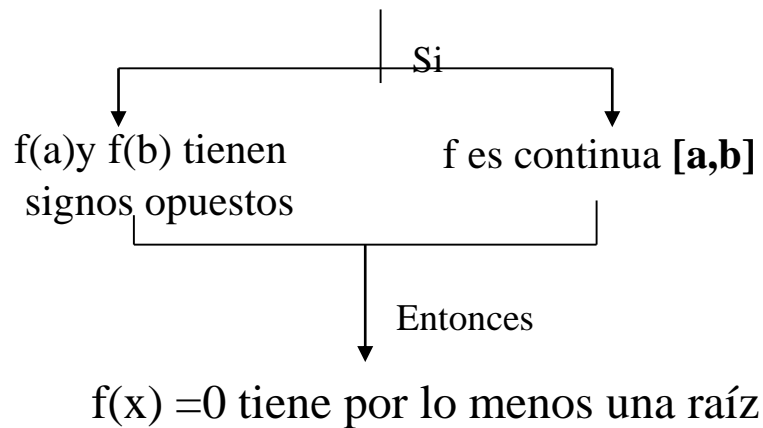 Si
f(a)y f(b) tienen
signos opuestos
f es continua [a,b]
Entonces
f(x) =0 tiene por lo menos una raíz